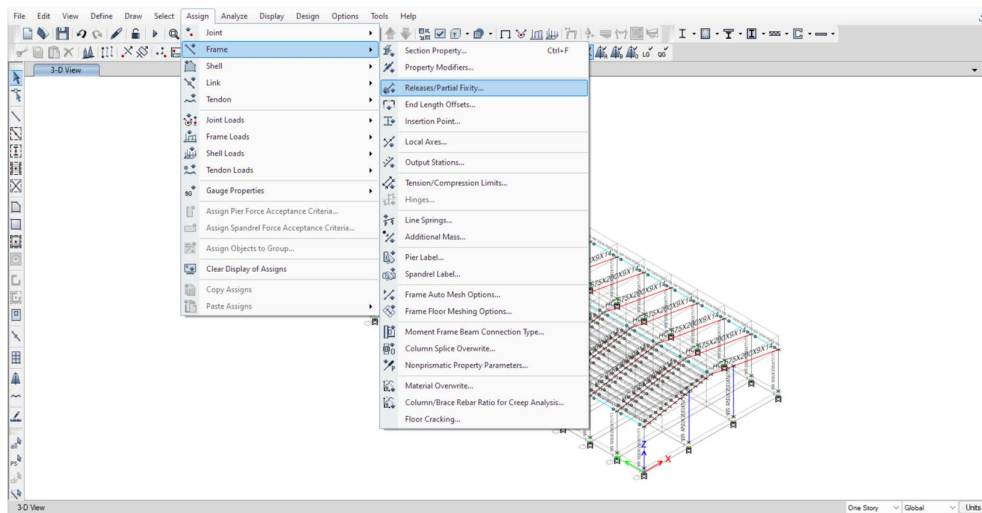 File Edit View Define Draw Select Assign Analyze Display Design Options Tools Help
3-D View
Joint
Frame
Shell
Link
Tendon
Joint Loads
Frame Loads
Shell Loads
Tendon Loads
Gauge Properties
Assign Pier Force Acceptance Criteria...
Assign Spandrel Force Acceptance Criteria...
Assign Objects to Group...
Clear Display of Assigns
Copy Assigns
Paste Assigns
Section Property... Ctrl+F
Property Modifiers...
Releases/Partial Fixity...
End Length Offsets...
Insertion Point...
Local Axes...
Output Stations...
Tension/Compression Limits...
Hinges...
Line Springs...
Additional Mass...
Pier Label...
Spandrel Label...
Frame Auto Mesh Options...
Frame Floor Meshing Options...
Moment Frame Beam Connection Type...
Column Splice Overwrite...
Nonprismatic Property Parameters...
Material Overwrite...
Column/Brace Rebar Ratio for Creep Analysis...
Floor Cracking...
Z
X
3-D View
One Story Global Units